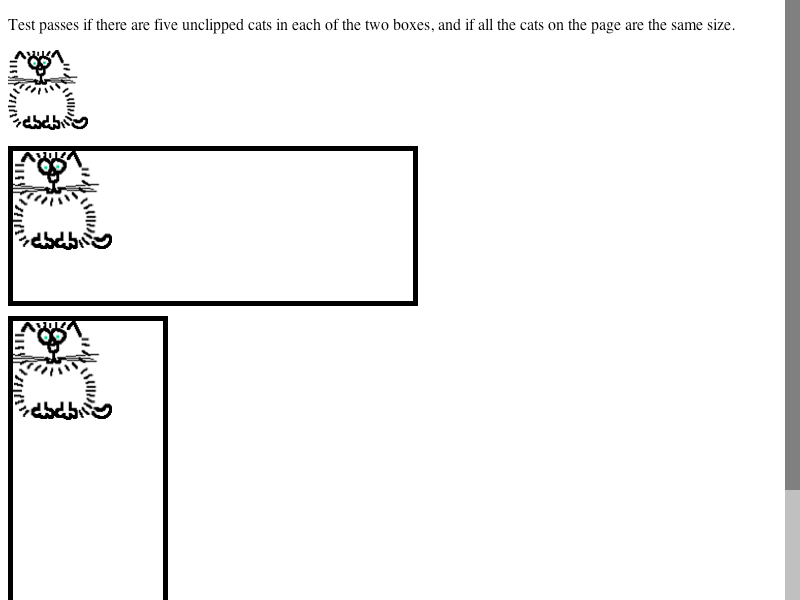 Test passes if there are five unclipped cats in each of the two boxes, and if all the cats on the page are the same size.